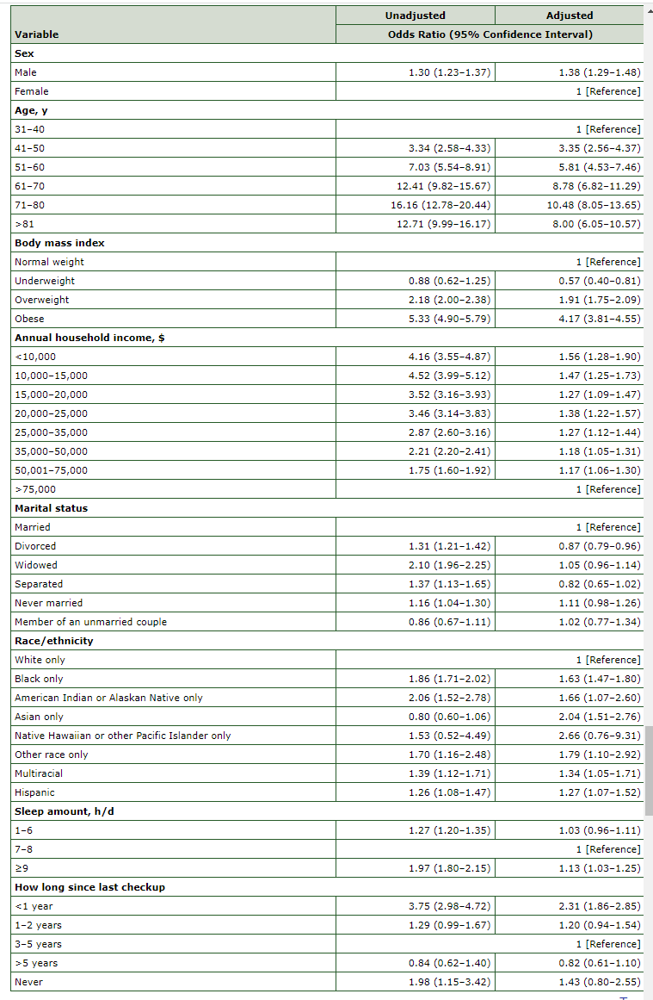 Unadjusted Adjusted
Variable Odds Ratio (95% Confidence Interval)
Sex
Male 1.30 (1.23–1.37) 1.38 (1.29–1.48)
Female 1 [Reference]
Age, y
31–40 1 [Reference]
41–50 3.34 (2.58–4.33) 3.35 (2.56–4.37)
51–60 7.03 (5.54–8.91) 5.81 (4.53–7.46)
61–70 12.41 (9.82–15.67) 8.78 (6.82–11.29)
71–80 16.16 (12.78–20.44) 10.48 (8.05–13.65)
>81 12.71 (9.99–16.17) 8.00 (6.05–10.57)
Body mass index
Normal weight 1 [Reference]
Underweight 0.88 (0.62–1.25) 0.57 (0.40–0.81)
Overweight 2.18 (2.00–2.38) 1.91 (1.75–2.09)
Obese 5.33 (4.90–5.79) 4.17 (3.81–4.55)
Annual household income, $
<10,000 4.16 (3.55–4.87) 1.56 (1.28–1.90)
10,000–15,000 4.52 (3.99–5.12) 1.47 (1.25–1.73)
15,000–20,000 3.52 (3.16–3.93) 1.27 (1.09–1.47)
20,000–25,000 3.46 (3.14–3.83) 1.38 (1.22–1.57)
25,000–35,000 2.87 (2.60–3.16) 1.27 (1.12–1.44)
35,000–50,000 2.21 (2.20–2.41) 1.18 (1.05–1.31)
50,001–75,000 1.75 (1.60–1.92) 1.17 (1.06–1.30)
>75,000 1 [Reference]
Marital status
Married 1 [Reference]
Divorced 1.31 (1.21–1.42) 0.87 (0.79–0.96)
Widowed 2.10 (1.96–2.25) 1.05 (0.96–1.14)
Separated 1.37 (1.13–1.65) 0.82 (0.65–1.02)
Never married 1.16 (1.04–1.30) 1.11 (0.98–1.26)
Member of an unmarried couple 0.86 (0.67–1.11) 1.02 (0.77–1.34)
Race/ethnicity
White only 1 [Reference]
Black only 1.86 (1.71–2.02) 1.63 (1.47–1.80)
American Indian or Alaskan Native only 2.06 (1.52–2.78) 1.66 (1.07–2.60)
Asian only 0.80 (0.60–1.06) 2.04 (1.51–2.76)
Native Hawaiian or other Pacific Islander only 1.53 (0.52–4.49) 2.66 (0.76–9.31)
Other race only 1.70 (1.16–2.48) 1.79 (1.10–2.92)
Multiracial 1.39 (1.12–1.71) 1.34 (1.05–1.71)
Hispanic 1.26 (1.08–1.47) 1.27 (1.07–1.52)
Sleep amount, h/d
1–6 1.27 (1.20–1.35) 1.03 (0.96–1.11)
7–8 1 [Reference]
≥9 1.97 (1.80–2.15) 1.13 (1.03–1.25)
How long since last checkup
<1 year 3.75 (2.98–4.72) 2.31 (1.86–2.85)
1–2 years 1.29 (0.99–1.67) 1.20 (0.94–1.54)
3–5 years 1 [Reference]
>5 years 0.84 (0.62–1.40) 0.82 (0.61–1.10)
Never 1.98 (1.15–3.42) 1.43 (0.80–2.55)